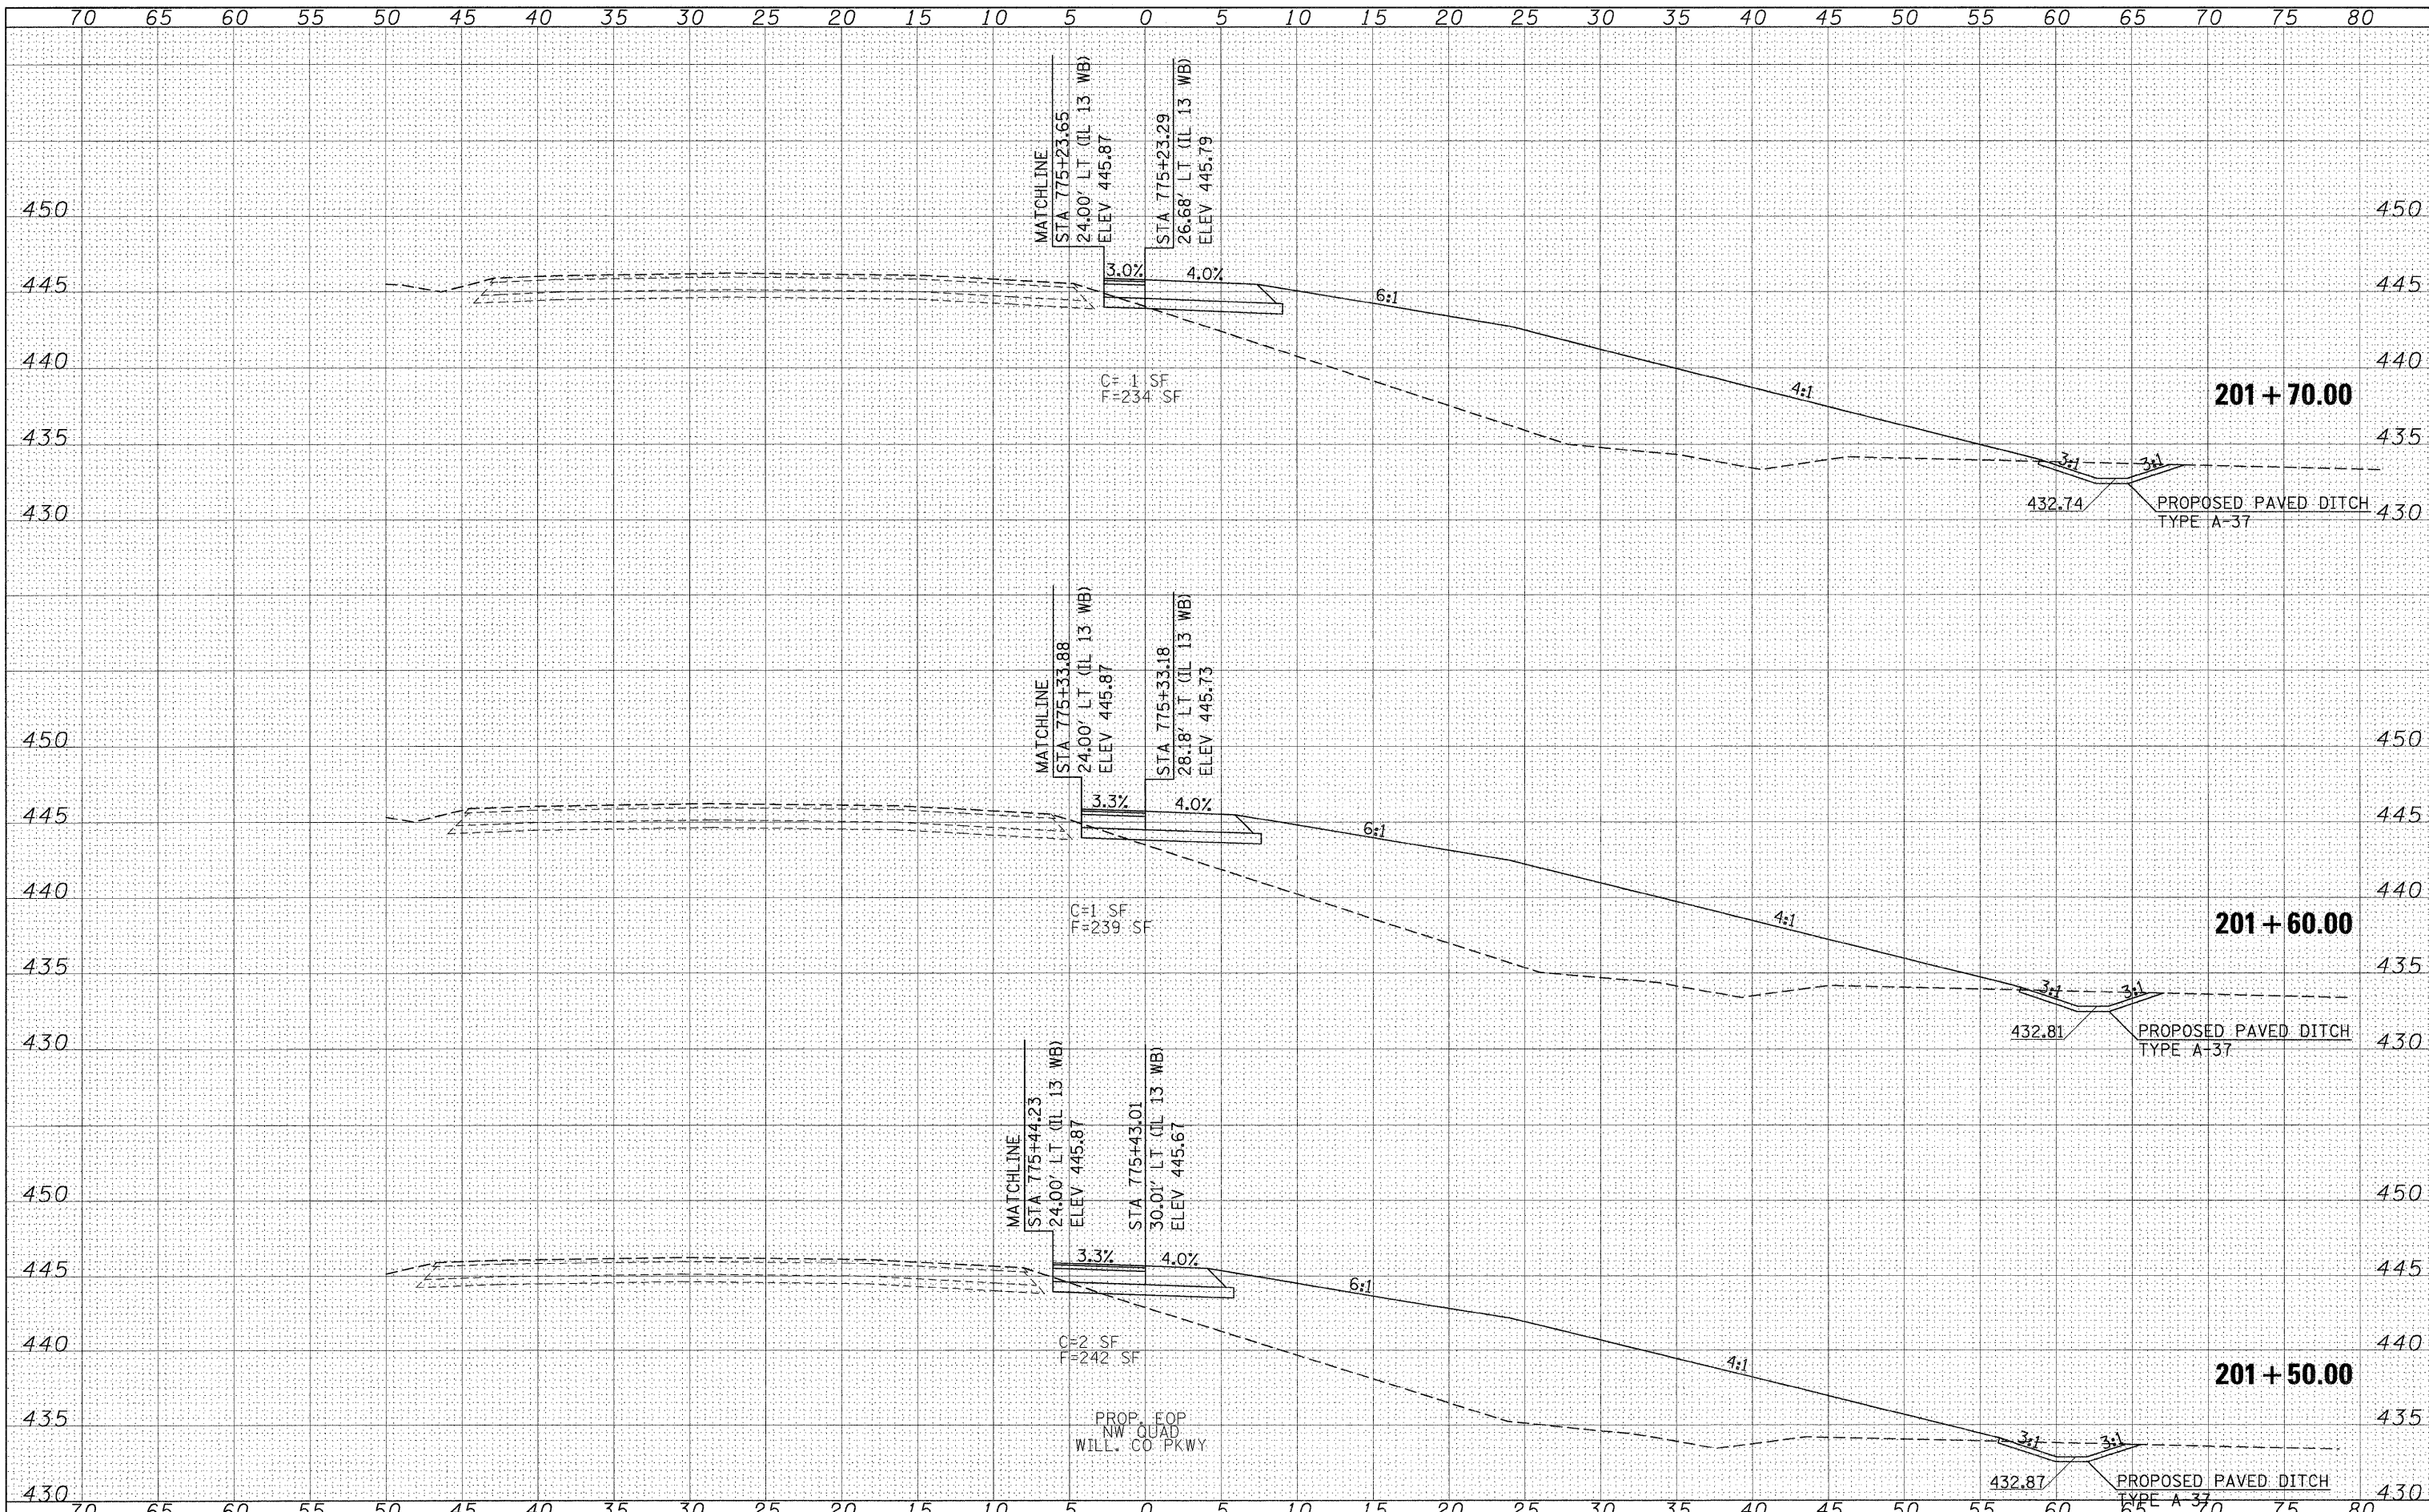 70 60 55 50 45 40 35 30 25 20 15 10 5 0 5 10 15 20 25 30 35 40 45 50 55 60 65 70 75 80
MATCHLINE
STA 775+23.65
24.00' LT (IL 13 WB)
ELEV 445.87
STA 775+23.29
26.68' LT (IL 13 WB)
ELEV 445.79
450 450
445 3.0% 4.0% 6:1 445
440 440
C= 1 SF
F=234 SF
4:1
201+70.00
435 435
3:1 3:1
432.74 PROPOSED PAVED DITCH
TYPE A-37
430 430
MATCHLINE
STA 775+33.88
24.00' LT (IL 13 WB)
ELEV 445.87
STA 775+33.18
28.18' LT (IL 13 WB)
ELEV 445.73
450 450
445 3.3% 4.0% 6:1 445
440 440
C=1 SF
F=239 SF
4:1
201+60.00
435 435
3:1 3:1
432.81 PROPOSED PAVED DITCH
TYPE A-37
430 430
MATCHLINE
STA 775+44.23
24.00' LT (IL 13 WB)
ELEV 445.87
STA 775+43.01
30.01' LT (IL 13 WB)
ELEV 445.67
450 450
445 3.3% 4.0% 6:1 445
440 440
C=2 SF
F=242 SF
4:1
201+50.00
435 435
PROP. EOP
NW QUAD
WILL. CO PKWY
3:1 3:1
432.87 PROPOSED PAVED DITCH
TYPE A 37
430 430
70 60 55 50 45 40 35 30 25 20 15 10 5 0 5 10 15 20 25 30 35 40 45 50 55 60 65 70 75 80